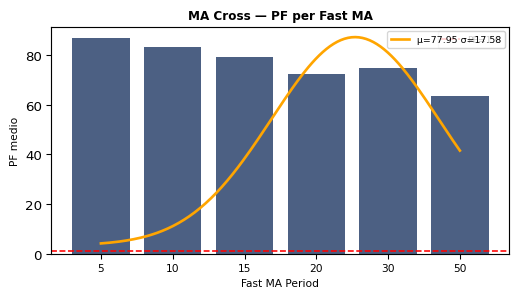 MA Cross — PF per Fast MA
μ=77.95 σ=17.58
PF medio
80
60
40
20
0
5 10 15 20 30 50
Fast MA Period